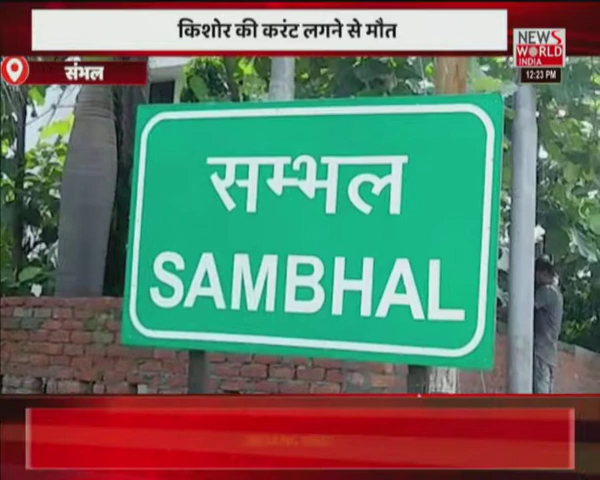 किशोर की करंट लगने से मौत
NEWS
WORLD
INDIA
12:23 PM
संभल
सम्भल
SAMBHAL